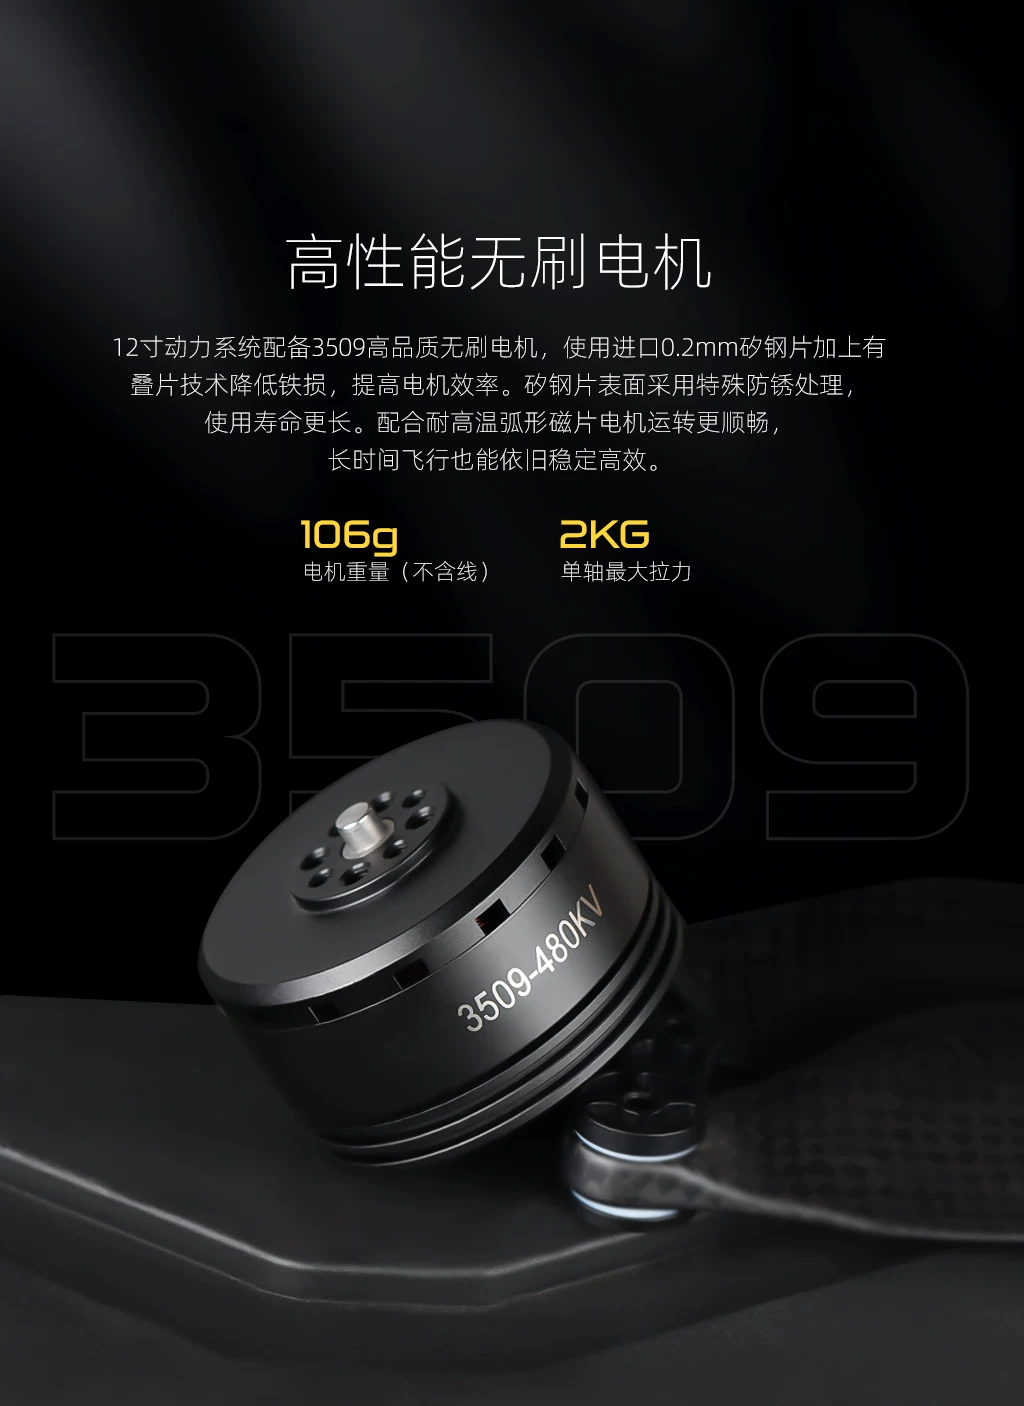 高性能无刷电机
12寸动力系统配备3509高品质无刷电机，使用进口0.2mm矽钢片加上有
叠片技术降低铁损，提高电机效率。矽钢片表面采用特殊防锈处理，
使用寿命更长。配合耐高温弧形磁片电机运转更顺畅，
长时间飞行也能依旧稳定高效。
106g
电机重量（不含线）
2KG
单轴最大拉力
3509
3509-480KV